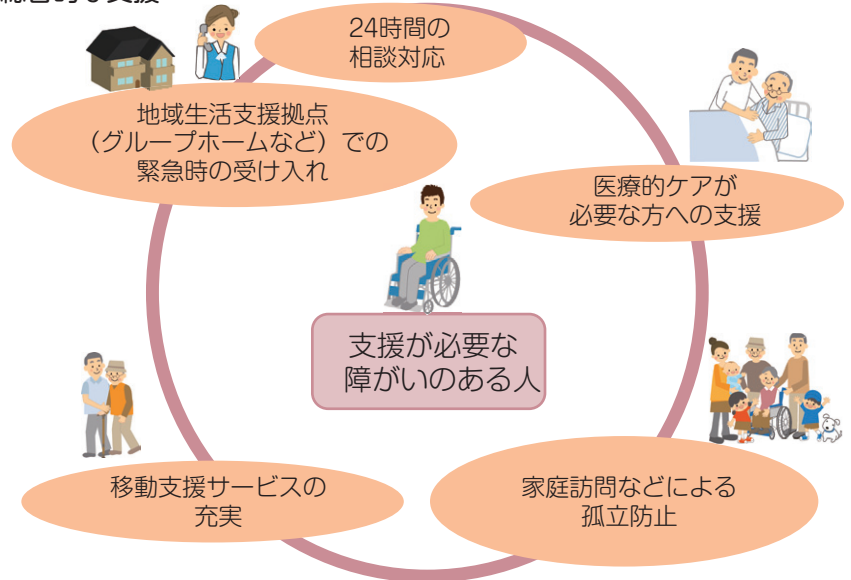 24時間の
相談対応
地域生活支援拠点
（グループホームなど）での
緊急時の受け入れ
医療的ケアが
必要な方への支援
支援が必要な
障がいのある人
移動支援サービスの
充実
家庭訪問などによる
孤立防止